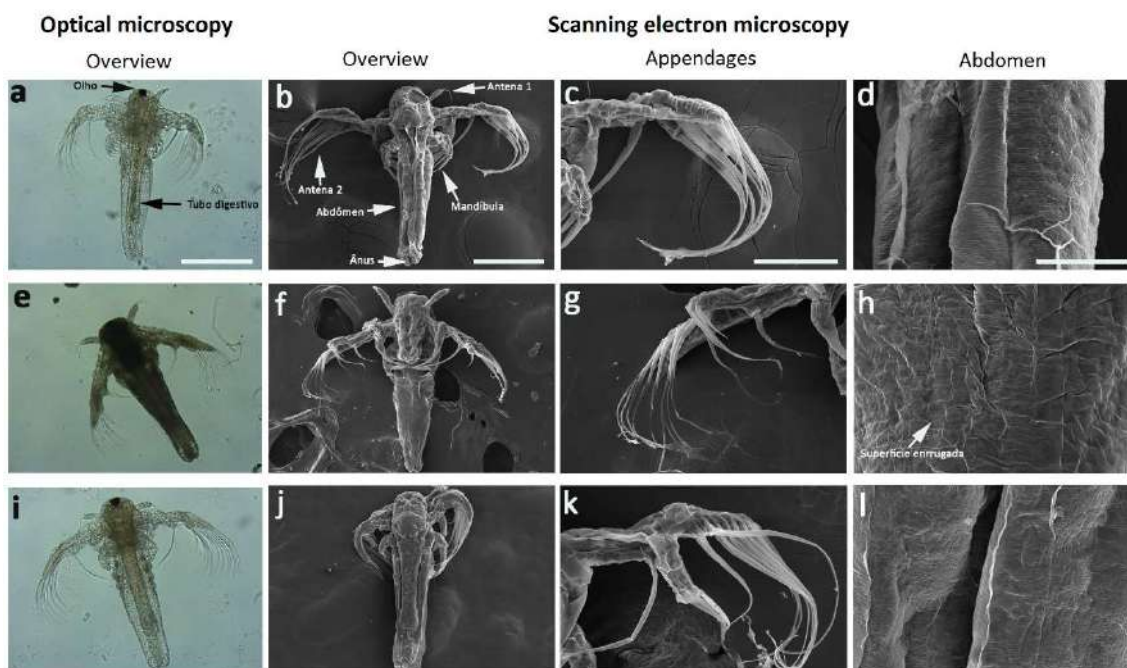 Optical microscopy
Scanning electron microscopy
Overview
Overview
Appendages
Abdomen
a
Olho
Tubo digestivo
b
Antena 1
Antena 2
Abdômen
Mandíbula
Ânus
c
d
e
f
g
h
Superfície enrrugada
i
j
k
l